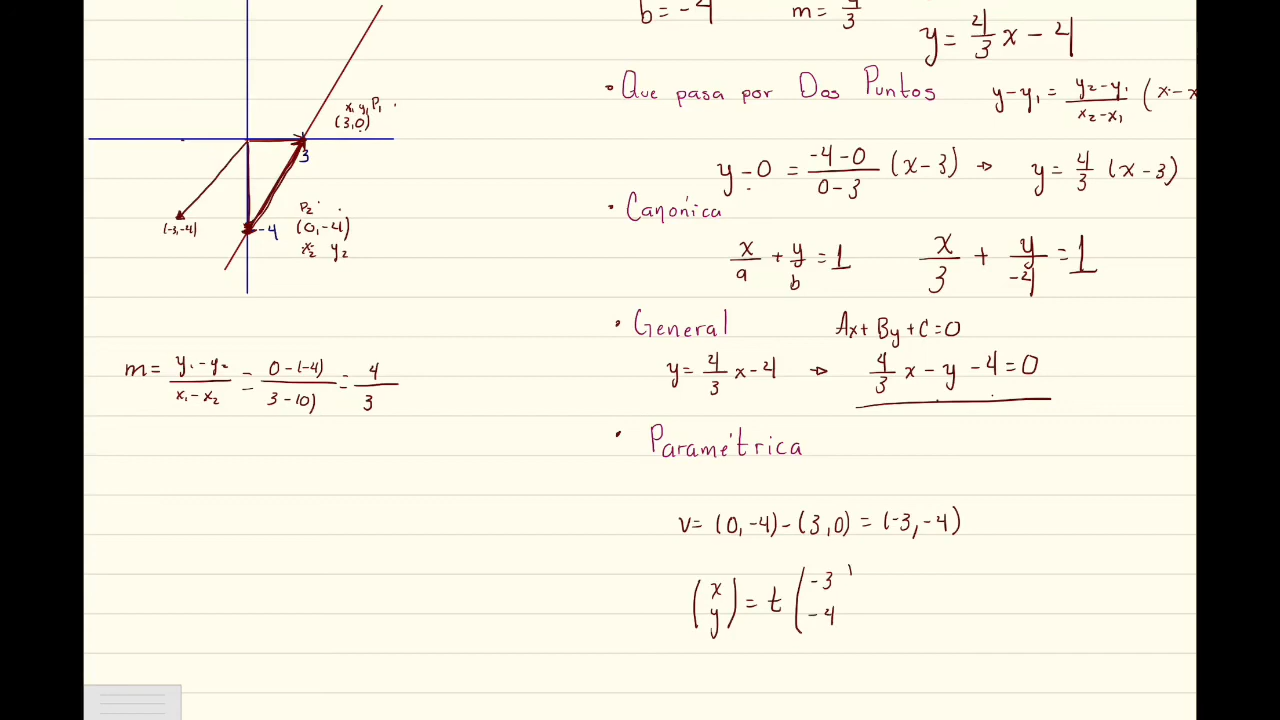 b = -4 m = 4/3
y = 4/3 x - 4
• Que pasa por Dos Puntos y - y₁ = (y₂ - y₁)/(x₂ - x₁) (x - x
x₁ y₁ P₁
(3,0)
3
y - 0 = (-4-0)/(0-3) (x-3) → y = 4/3 (x-3)
• Canónica
P₂
(0,-4)
x₂ y₂
-4
(-3,-4)
x/a + y/b = 1 x/3 + y/-4 = 1
• General Ax + By + C = 0
y = 4/3 x - 4 → 4/3 x - y - 4 = 0
m = (y₁ - y₂)/(x₁ - x₂) = (0-(-4))/(3-(0)) = 4/3
• Paramétrica
v = (0,-4) - (3,0) = (-3,-4)
(x y) = t (-3 -4